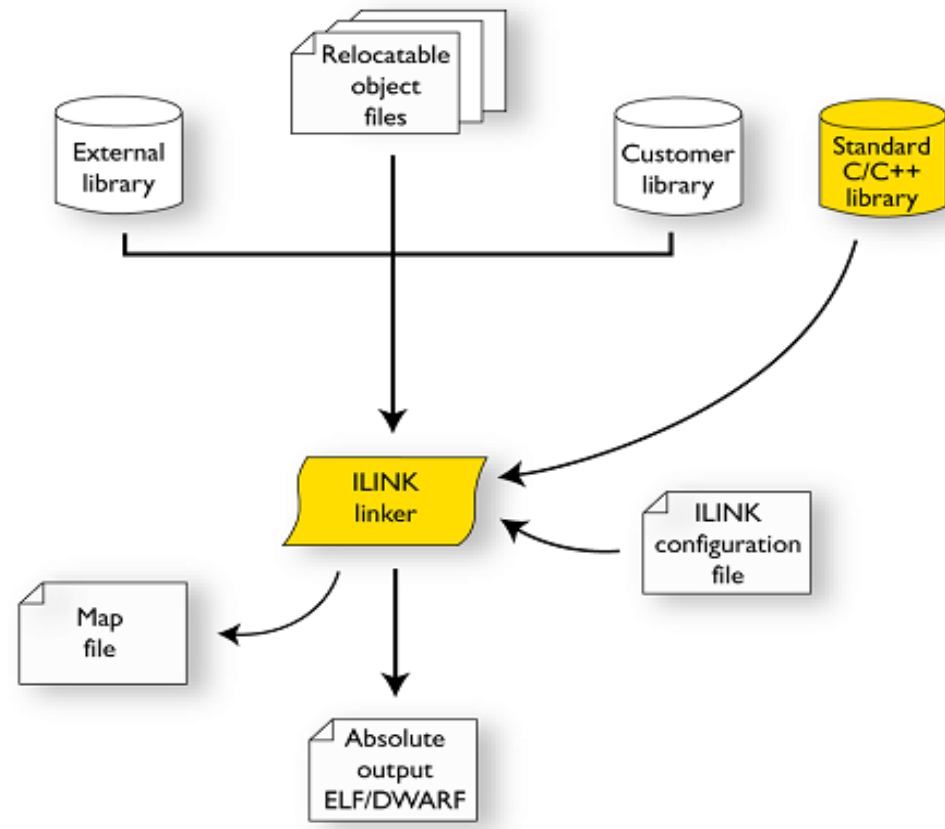 Relocatable
object
files
External
library
Customer
library
Standard
C/C++
library
ILINK
linker
ILINK
configuration
file
Map
file
Absolute
output
ELF/DWARF